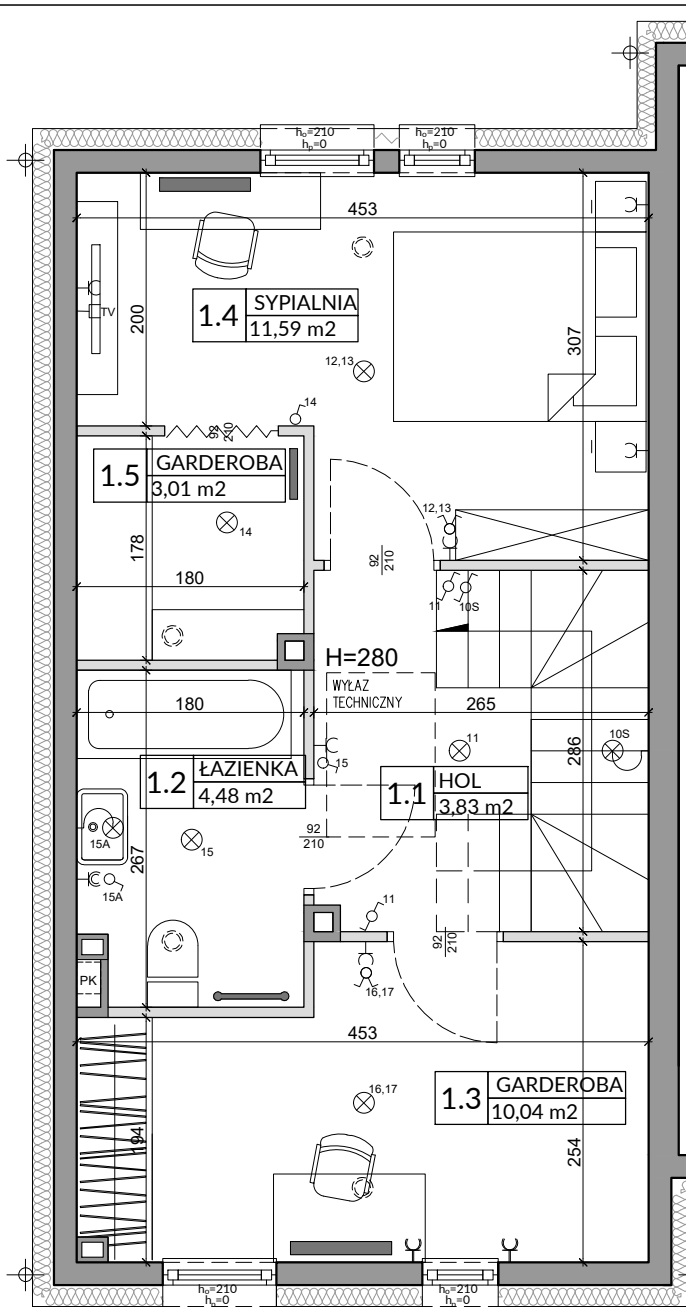 h₀=210
hₚ=0
h₀=210
hₚ=0
453
TV
200
1.4
SYPIALNIA
11,59 m2
307
12,13
14
92
210
1.5
GARDEROBA
3,01 m2
14
12,13
178
92
210
180
11
10S
H=280
WYŁAZ
TECHNICZNY
180
265
11
10S
286
1.2
ŁAZIENKA
4,48 m2
15
1.1
HOL
3,83 m2
15A
15
92
210
267
15A
11
92
210
PK
16,17
453
16,17
1.3
GARDEROBA
10,04 m2
194
254
h₀=210
hₚ=0
h₀=210
hₚ=0